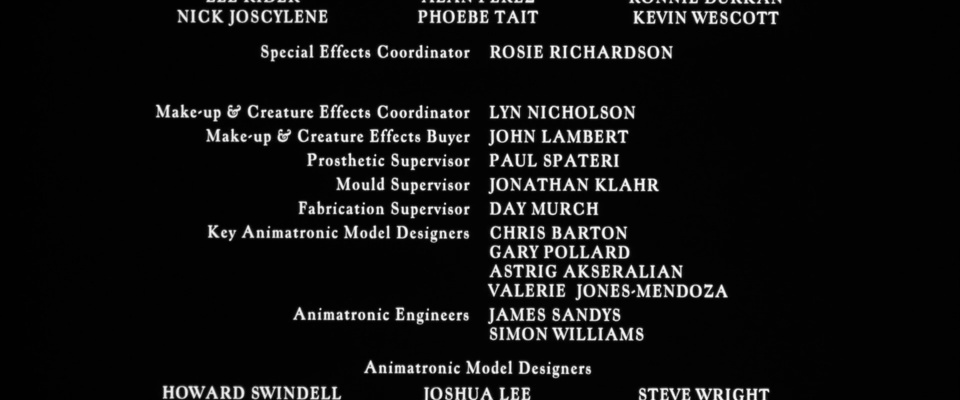 NICK JOSCYLENE PHOEBE TAIT KEVIN WESCOTT
Special Effects Coordinator ROSIE RICHARDSON
Make-up & Creature Effects Coordinator LYN NICHOLSON
Make-up & Creature Effects Buyer JOHN LAMBERT
Prosthetic Supervisor PAUL SPATERI
Mould Supervisor JONATHAN KLAHR
Fabrication Supervisor DAY MURCH
Key Animatronic Model Designers CHRIS BARTON
GARY POLLARD
ASTRIG AKSERALIAN
VALERIE JONES-MENDOZA
Animatronic Engineers JAMES SANDYS
SIMON WILLIAMS
Animatronic Model Designers
HOWARD SWINDELL JOSHUA LEE STEVE WRIGHT